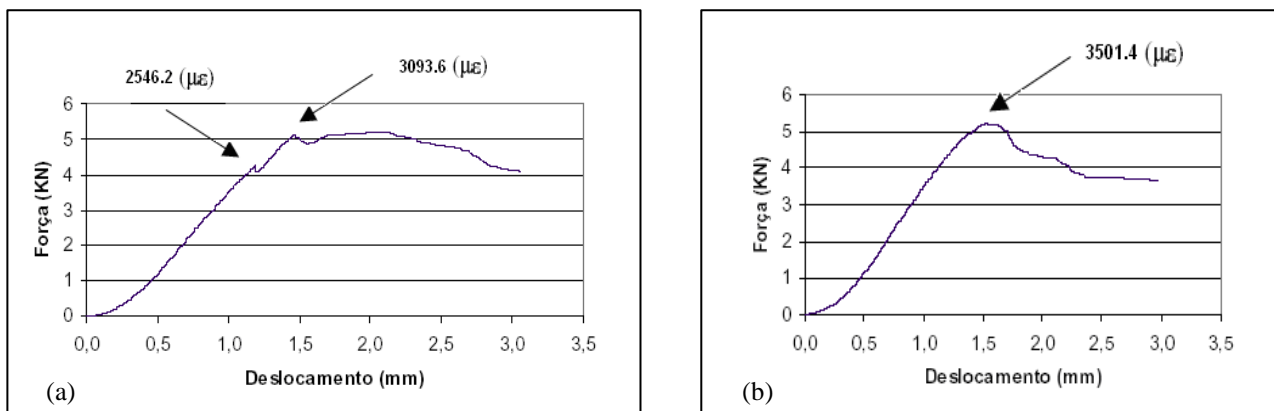 2546.2 (με)
3093.6 (με)
Força (KN)
6
5
4
3
2
1
0
0,0 0,5 1,0 1,5 2,0 2,5 3,0 3,5
Deslocamento (mm)
(a)
3501.4 (με)
Força (KN)
6
5
4
3
2
1
0
0,0 0,5 1,0 1,5 2,0 2,5 3,0 3,5
Deslocamento (mm)
(b)